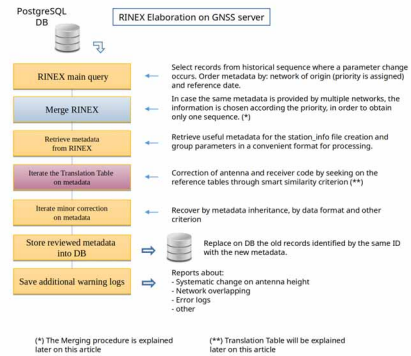 PostgreSQL
DB
RINEX Elaboration on GNSS server
RINEX main query
Select records from historical sequence where a parameter change
occurs. Order metadata by: network of origin (priority is assigned)
and reference date.
Merge RINEX
In case the same metadata is provided by multiple networks, the
information is chosen according the priority, in order to obtain
only one sequence. (*)
Retrieve metadata
from RINEX
Retrieve useful metadata for the station_info file creation and
group parameters in a convenient format for processing.
Iterate the Translation Table
on metadata
Correction of antenna and receiver code by seeking on the
reference tables through smart similarity criterion (**)
Iterate minor correction
on metadata
Recover by metadata inheritance, by data format and other
criterion
Store reviewed metadata
into DB
Replace on DB the old records identified by the same ID
with the new metadata.
Save additional warning logs
Reports about:
- Systematic change on antenna height
- Network overlapping
- Error logs
- other
(*) The Merging procedure is explained
later on this article
(**) Translation Table will be explained
later on this article